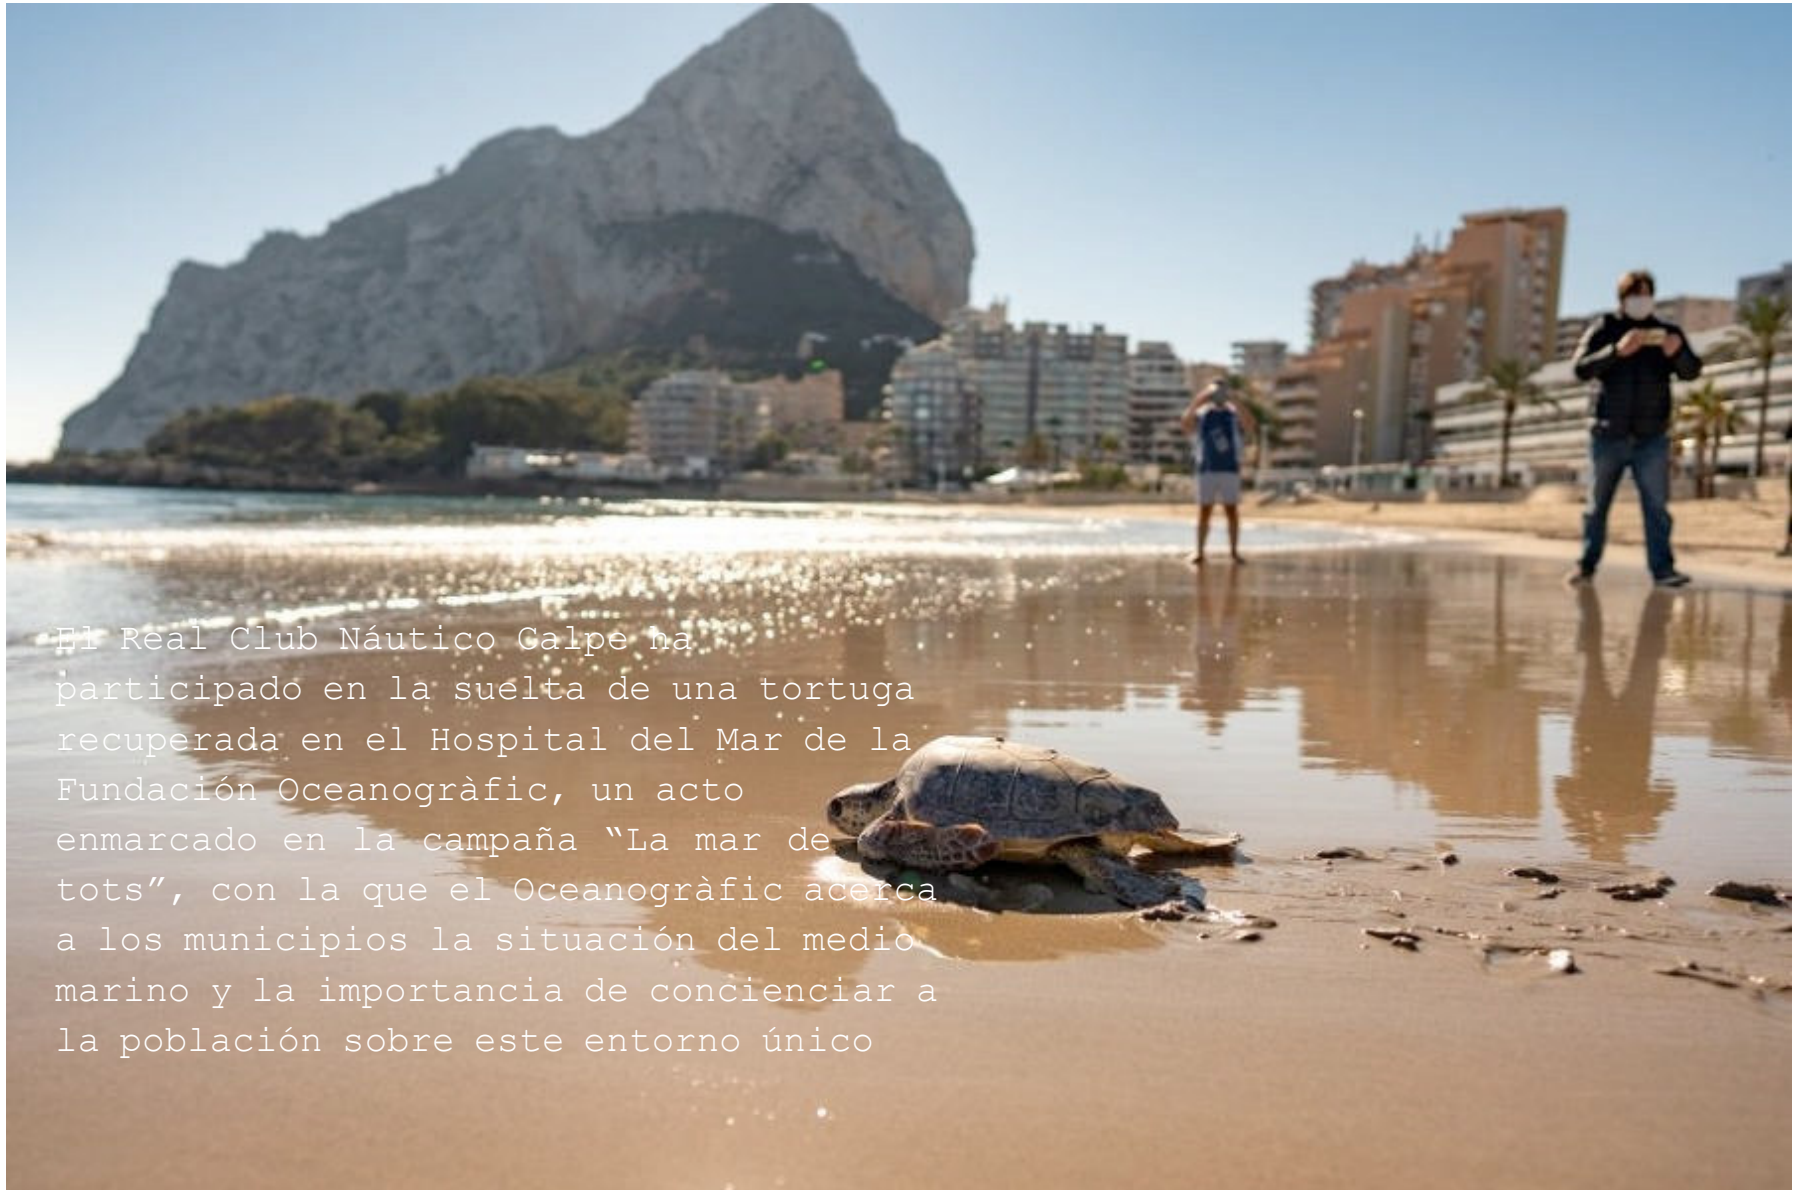 El Real Club Náutico Calpe ha
participado en la suelta de una tortuga
recuperada en el Hospital del Mar de la
Fundación Oceanogràfic, un acto
enmarcado en la campaña “La mar de
tots”, con la que el Oceanogràfic acerca
a los municipios la situación del medio
marino y la importancia de concienciar a
la población sobre este entorno único